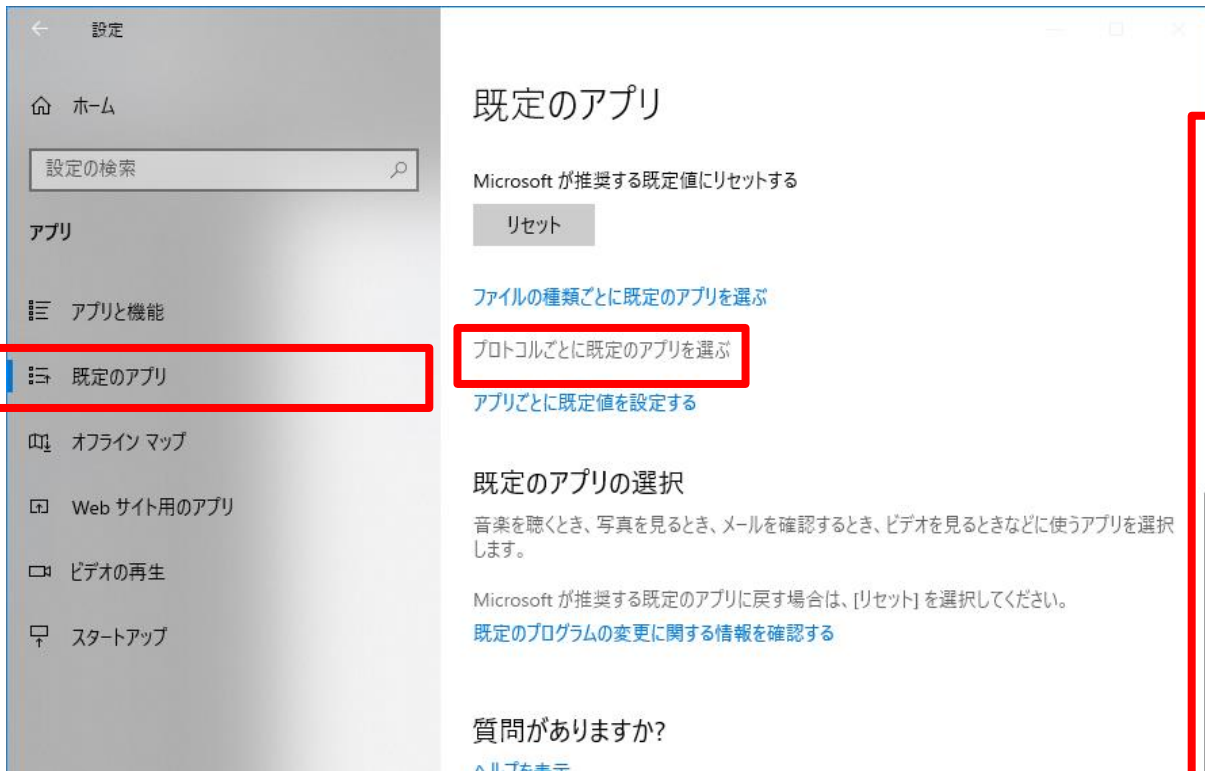 設定
ホーム
設定の検索
アプリ
アプリと機能
既定のアプリ
オフライン マップ
Web サイト用のアプリ
ビデオの再生
スタートアップ
既定のアプリ
Microsoft が推奨する既定値にリセットする
リセット
ファイルの種類ごとに既定のアプリを選ぶ
プロトコルごとに既定のアプリを選ぶ
アプリごとに既定値を設定する
既定のアプリの選択
音楽を聴くとき、写真を見るとき、メールを確認するとき、ビデオを見るときなどに使うアプリを選択
します。
Microsoft が推奨する既定のアプリに戻す場合は、[リセット] を選択してください。
既定のプログラムの変更に関する情報を確認する
質問がありますか?
ヘルプを表示